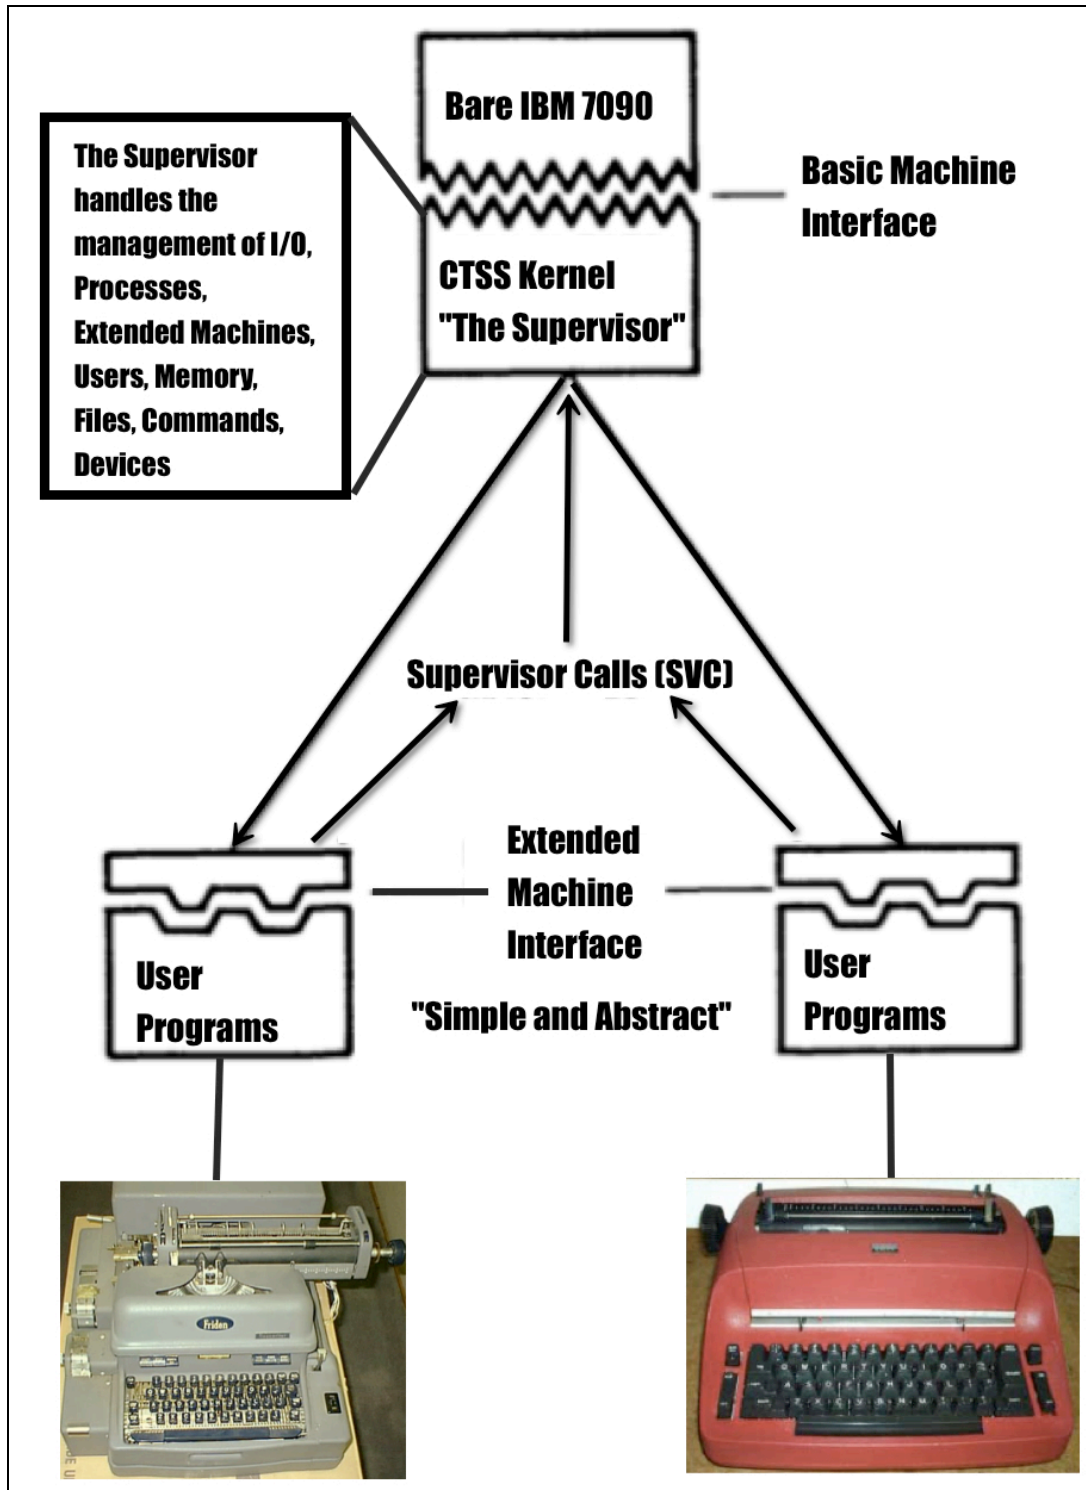 Bare IBM 7090
The Supervisor
handles the
management of I/O,
Processes,
Extended Machines,
Users, Memory,
Files, Commands,
Devices
Basic Machine
Interface
CTSS Kernel
"The Supervisor"
Supervisor Calls (SVC)
Extended
Machine
Interface
"Simple and Abstract"
User
Programs
User
Programs
Friden